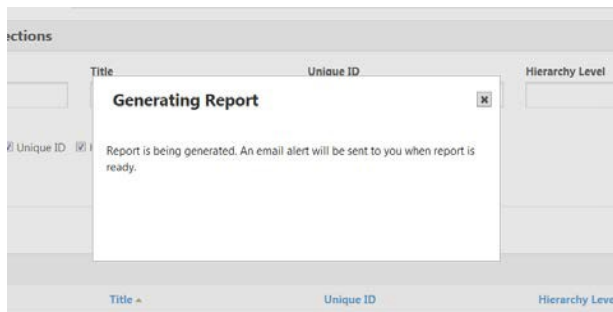 ections
Title Unique ID Hierarchy Level
Generating Report
Unique ID
Report is being generated. An email alert will be sent to you when report is
ready.
Title Unique ID Hierarchy Leve